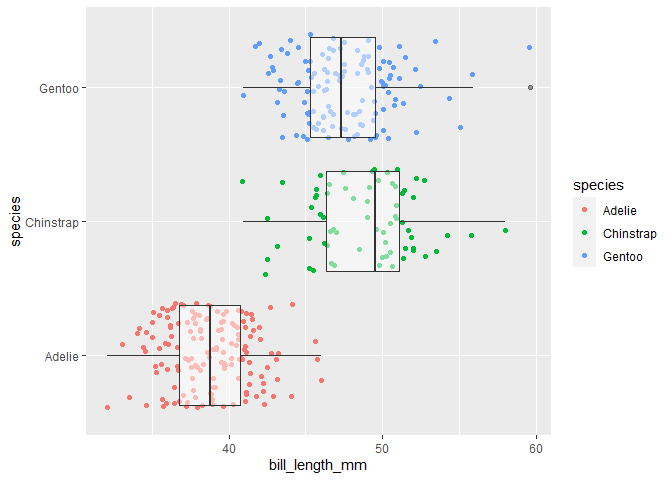 species
Gentoo
Chinstrap
Adelie
40
50
60
bill_length_mm
species
Adelie
Chinstrap
Gentoo